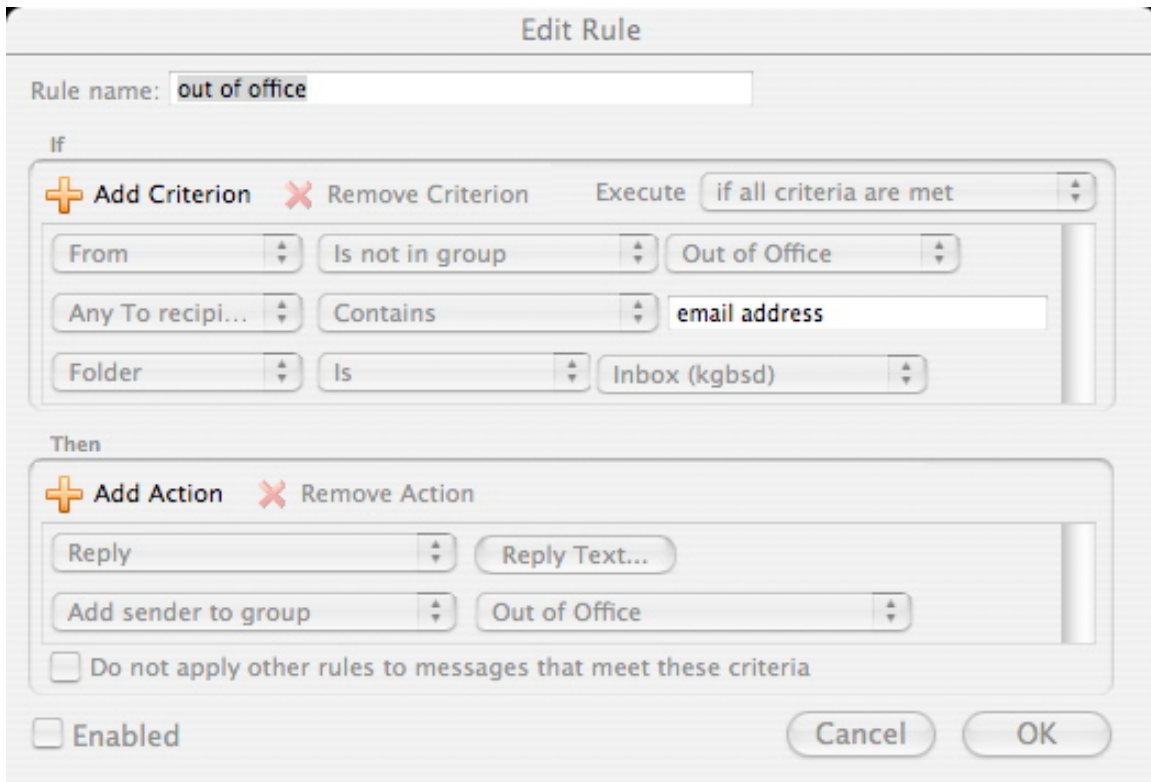 Edit Rule
Rule name: out of office
If
Add Criterion Remove Criterion Execute if all criteria are met
From Is not in group Out of Office
Any To recipi... Contains email address
Folder Is Inbox (kgbsd)
Then
Add Action Remove Action
Reply Reply Text...
Add sender to group Out of Office
Do not apply other rules to messages that meet these criteria
Enabled Cancel OK